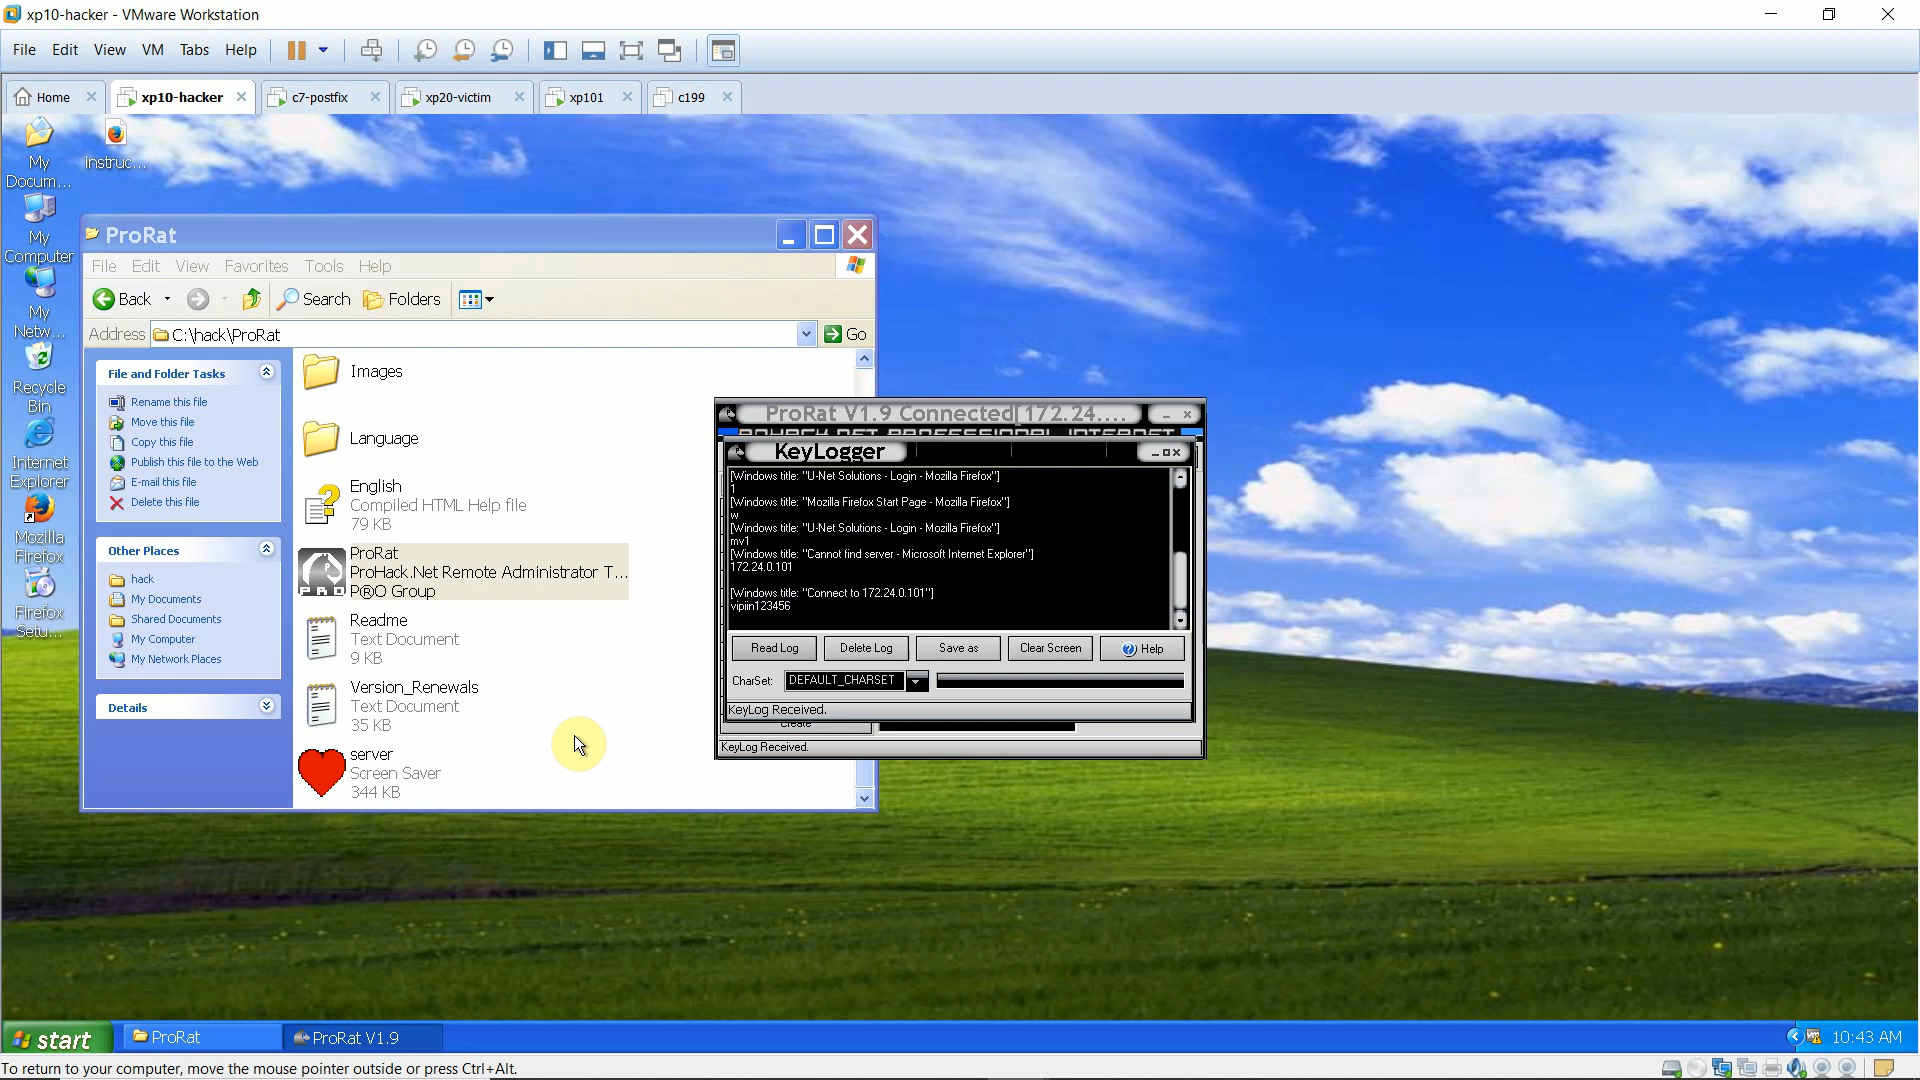 xp10-hacker - VMware Workstation
File Edit View VM Tabs Help
Home xp10-hacker c7-postfix xp20-victim xp101 c199
My Docum...
instruc...
My Computer
My Netw...
Recycle Bin
Internet Explorer
Mozilla Firefox
Firefox Setu...
ProRat
File Edit View Favorites Tools Help
Back Search Folders
Address C:\hack\ProRat Go
File and Folder Tasks
Rename this file
Move this file
Copy this file
Publish this file to the Web
E-mail this file
Delete this file
Other Places
hack
My Documents
Shared Documents
My Computer
My Network Places
Details
Images
Language
English
Compiled HTML Help file
79 KB
ProRat
ProHack.Net Remote Administrator T...
P®O Group
PRO
Readme
Text Document
9 KB
Version_Renewals
Text Document
35 KB
server
Screen Saver
344 KB
ProRat V1.9 Connected[172.24....
KeyLogger
[Windows title: "U-Net Solutions - Login - Mozilla Firefox"]
1
[Windows title: "Mozilla Firefox Start Page - Mozilla Firefox"]
w
[Windows title: "U-Net Solutions - Login - Mozilla Firefox"]
mv1
[Windows title: "Cannot find server - Microsoft Internet Explorer"]
172.24.0.101
[Windows title: "Connect to 172.24.0.101"]
vipiin123456
Read Log Delete Log Save as Clear Screen Help
CharSet: DEFAULT_CHARSET
KeyLog Received.
Create
KeyLog Received.
start ProRat ProRat V1.9 10:43 AM
To return to your computer, move the mouse pointer outside or press Ctrl+Alt.